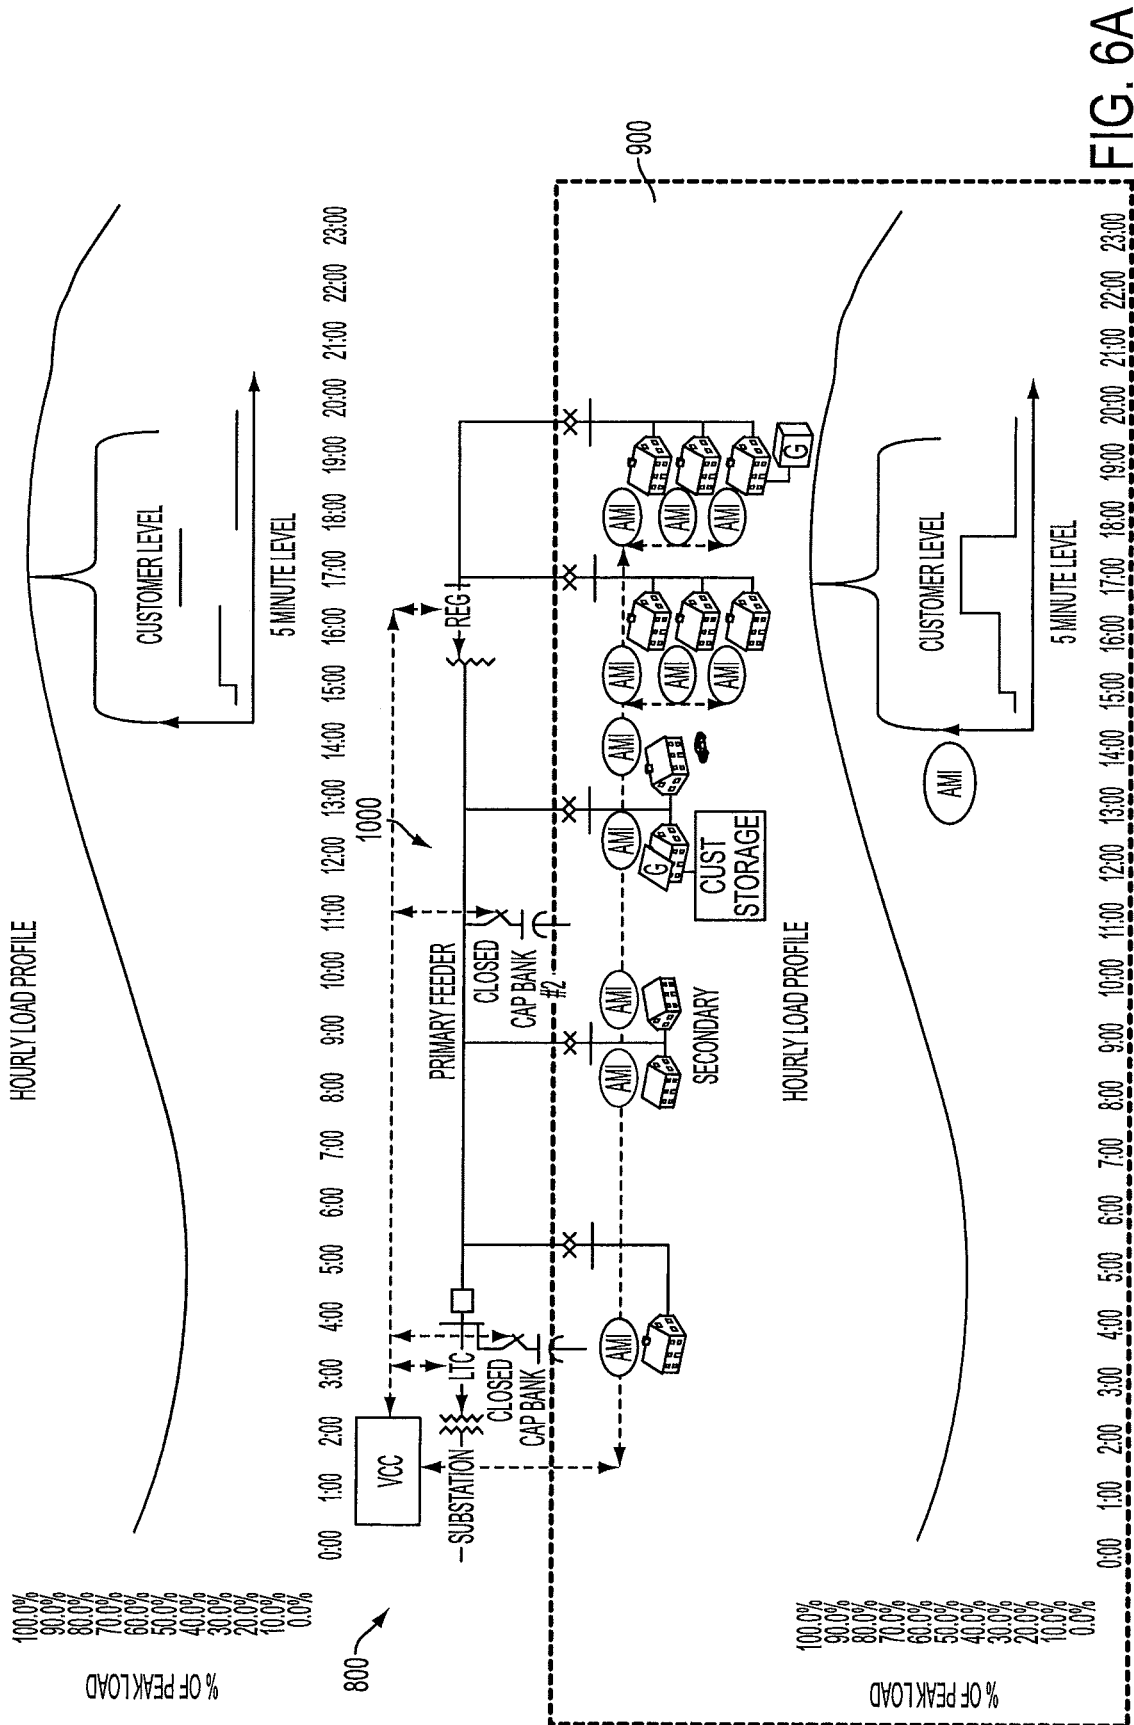 HOURLY LOAD PROFILE
% OF PEAK LOAD
100.0%
90.0%
80.0%
70.0%
60.0%
50.0%
40.0%
30.0%
20.0%
10.0%
0.0%
CUSTOMER LEVEL
5 MINUTE LEVEL
0:00 1:00 2:00 3:00 4:00 5:00 6:00 7:00 8:00 9:00 10:00 11:00 12:00 13:00 14:00 15:00 16:00 17:00 18:00 19:00 20:00 21:00 22:00 23:00
800
VCC
1000
SUBSTATION
LTC
PRIMARY FEEDER
REG
CLOSED
CAP BANK
CLOSED
CAP BANK
#2
900
AMI
AMI
AMI
AMI
AMI
AMI
AMI
AMI
AMI
AMI
AMI
G
CUST
STORAGE
G
SECONDARY
HOURLY LOAD PROFILE
% OF PEAK LOAD
100.0%
90.0%
80.0%
70.0%
60.0%
50.0%
40.0%
30.0%
20.0%
10.0%
0.0%
AMI
CUSTOMER LEVEL
5 MINUTE LEVEL
0:00 1:00 2:00 3:00 4:00 5:00 6:00 7:00 8:00 9:00 10:00 11:00 12:00 13:00 14:00 15:00 16:00 17:00 18:00 19:00 20:00 21:00 22:00 23:00
FIG. 6A